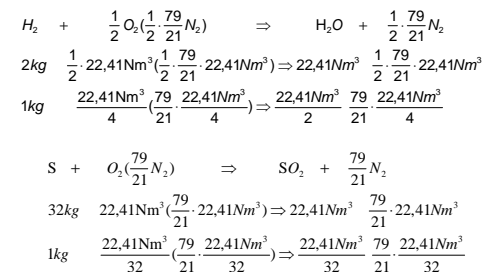 H₂ + 1/2 O₂(1/2 · 79/21 N₂) ⇒ H₂O + 1/2 · 79/21 N₂
2kg 1/2 · 22,41Nm³(1/2 · 79/21 · 22,41Nm³) ⇒ 22,41Nm³ 1/2 · 79/21 · 22,41Nm³
1kg 22,41Nm³/4 (79/21 · 22,41Nm³/4) ⇒ 22,41Nm³/2 79/21 · 22,41Nm³/4
S + O₂(79/21 N₂) ⇒ SO₂ + 79/21 N₂
32kg 22,41Nm³(79/21 · 22,41Nm³) ⇒ 22,41Nm³ 79/21 · 22,41Nm³
1kg 22,41Nm³/32 (79/21 · 22,41Nm³/32) ⇒ 22,41Nm³/32 79/21 · 22,41Nm³/32